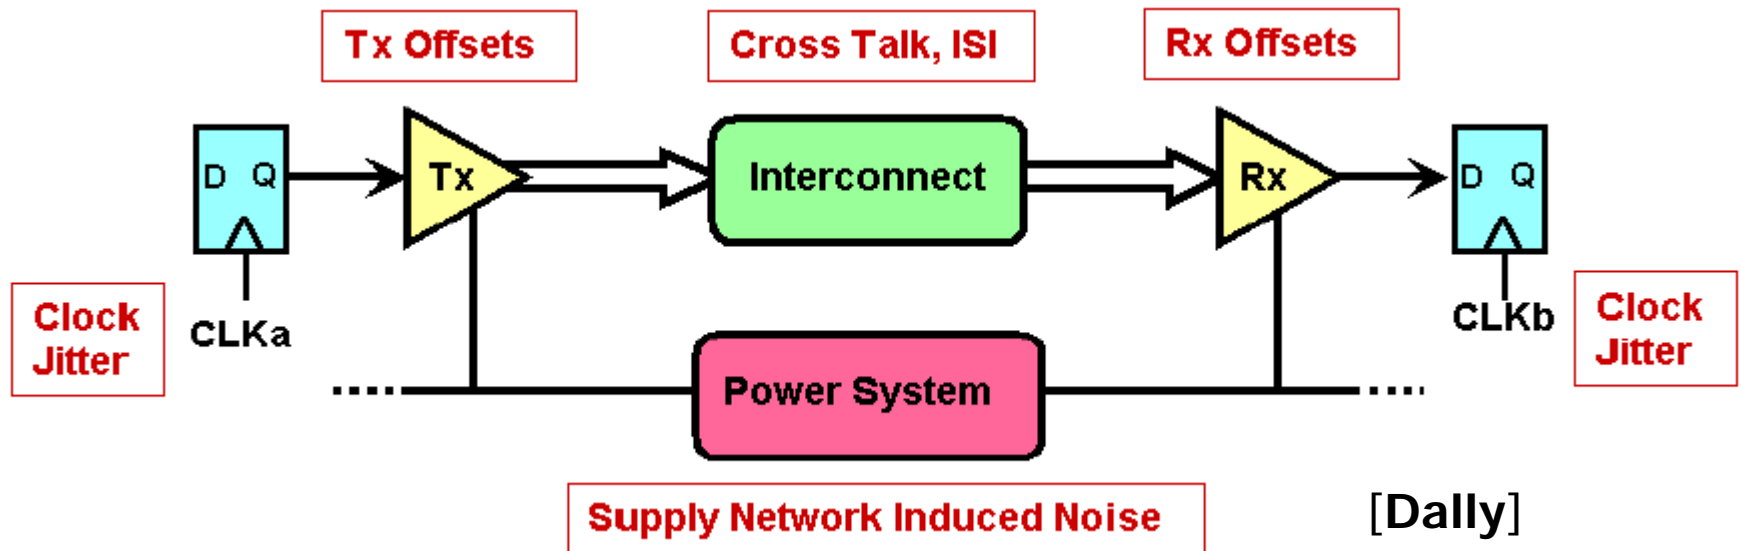 Tx Offsets
Cross Talk, ISI
Rx Offsets
D Q
Tx
Interconnect
Rx
D Q
Clock
Jitter
CLKa
CLKb
Clock
Jitter
Power System
Supply Network Induced Noise
[Dally]